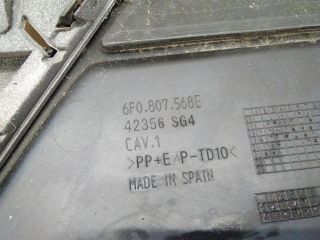 6F0.807.568E
42356 SG4
CAV.1
>PP+E/P-TD10<
MADE IN SPAIN